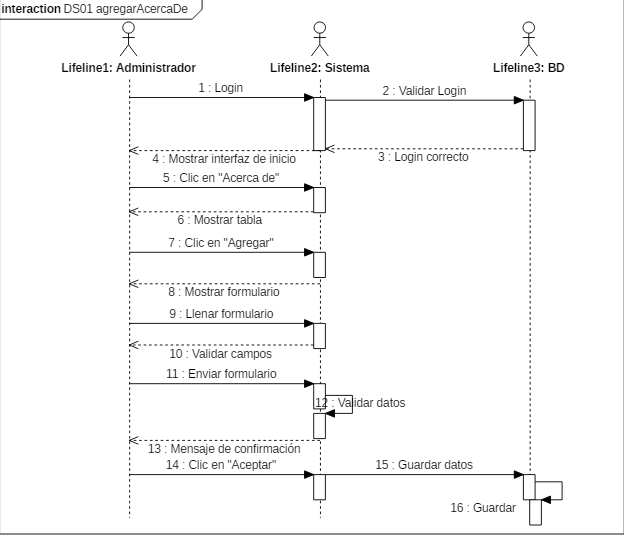 interaction DS01 agregarAcercaDe
Lifeline1: Administrador
Lifeline2: Sistema
Lifeline3: BD
1 : Login
2 : Validar Login
3 : Login correcto
4 : Mostrar interfaz de inicio
5 : Clic en "Acerca de"
6 : Mostrar tabla
7 : Clic en "Agregar"
8 : Mostrar formulario
9 : Llenar formulario
10 : Validar campos
11 : Enviar formulario
12 : Validar datos
13 : Mensaje de confirmación
14 : Clic en "Aceptar"
15 : Guardar datos
16 : Guardar